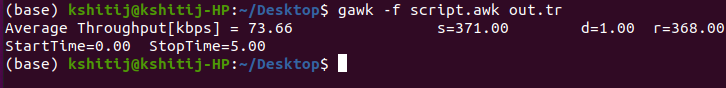 (base) kshitij@kshitij-HP:~/Desktop$ gawk -f script.awk out.tr
Average Throughput[kbps] = 73.66 s=371.00 d=1.00 r=368.00
StartTime=0.00 StopTime=5.00
(base) kshitij@kshitij-HP:~/Desktop$